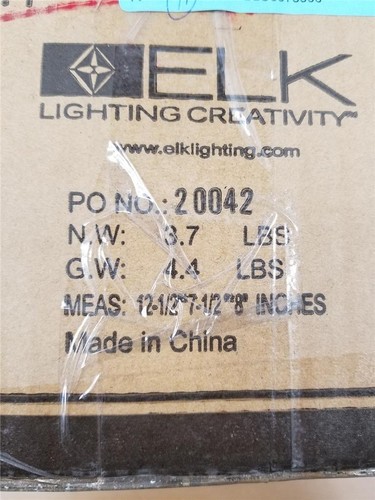 ELK
LIGHTING CREATIVITY™
www.elklighting.com
PO NO.: 20042
N.W: 3.7 LBS
G.W: 4.4 LBS
MEAS: 12-1/2"*7-1/2"*8" INCHES
Made in China